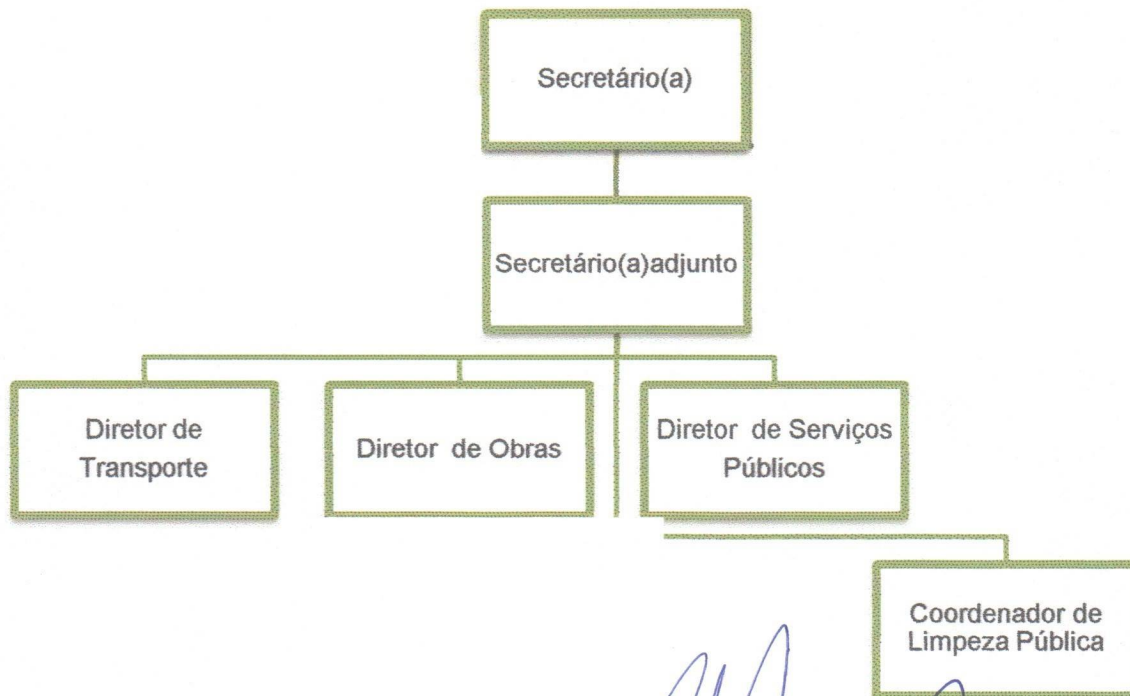 Secretário(a)
Secretário(a)adjunto
Diretor de
Transporte
Diretor de Obras
Diretor de Serviços
Públicos
Coordenador de
Limpeza Pública